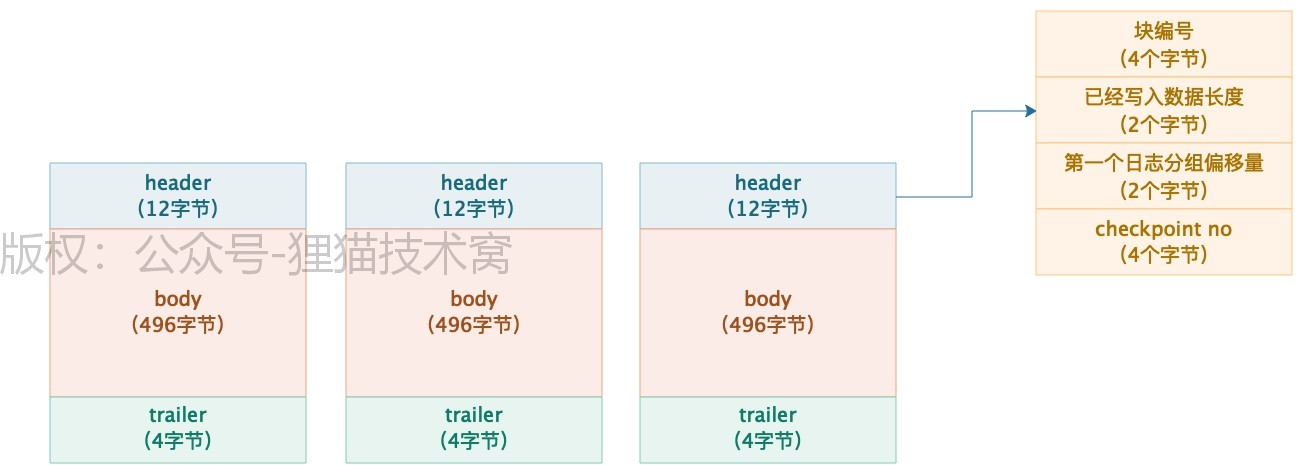 块编号
(4个字节)
已经写入数据长度
(2个字节)
第一个日志分组偏移量
(2个字节)
checkpoint no
(4个字节)
header
(12字节)
header
(12字节)
header
(12字节)
版权：公众号-狸猫技术窝
body
(496字节)
body
(496字节)
body
(496字节)
trailer
(4字节)
trailer
(4字节)
trailer
(4字节)